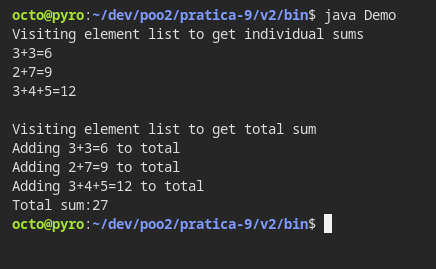 octo@pyro:~/dev/poo2/pratica-9/v2/bin$ java Demo
Visiting element list to get individual sums
3+3=6
2+7=9
3+4+5=12
Visiting element list to get total sum
Adding 3+3=6 to total
Adding 2+7=9 to total
Adding 3+4+5=12 to total
Total sum:27
octo@pyro:~/dev/poo2/pratica-9/v2/bin$